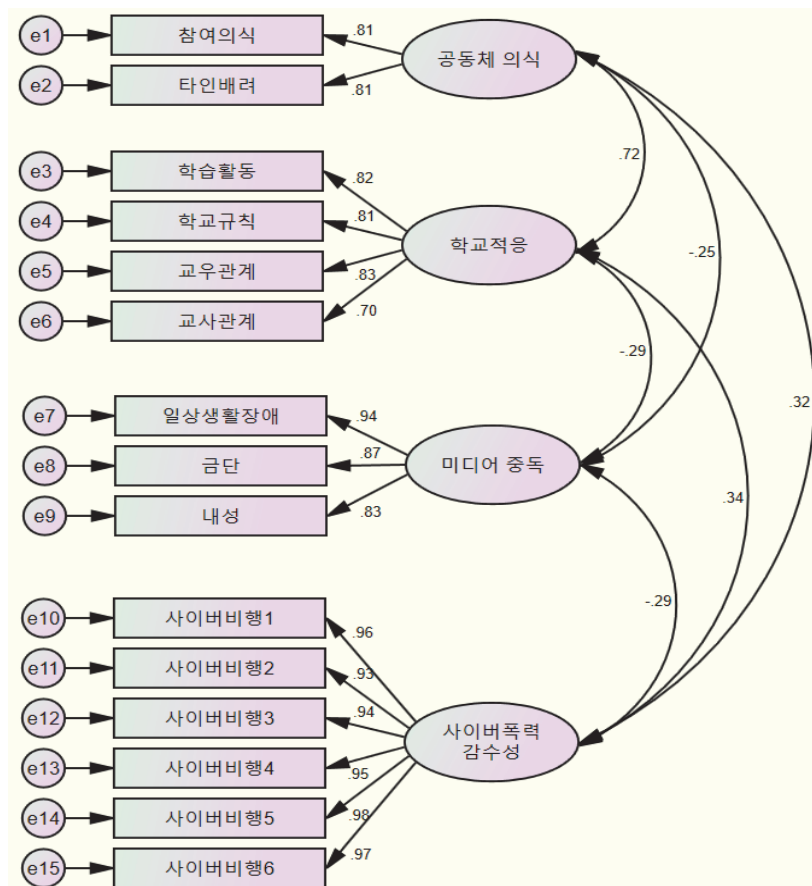 e1
참여의식
.81
공동체 의식
e2
타인배려
.81
.72
e3
학습활동
.82
e4
학교규칙
.81
학교적응
-.25
e5
교우관계
.83
e6
교사관계
.70
-.29
.32
e7
일상생활장애
.94
e8
금단
.87
미디어 중독
e9
내성
.83
.34
-.29
e10
사이버비행1
.96
e11
사이버비행2
.93
e12
사이버비행3
.94
사이버폭력
감수성
e13
사이버비행4
.95
e14
사이버비행5
.98
e15
사이버비행6
.97